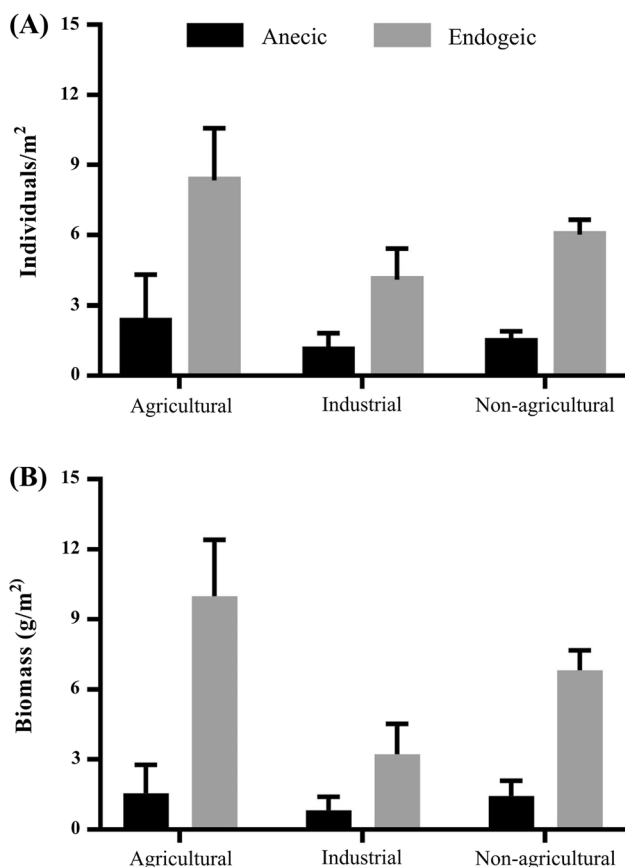 (A)
Anecic Endogeic
Individuals/m²
15
12
9
6
3
0
Agricultural Industrial Non-agricultural
(B)
Biomass (g/m²)
15
12
9
6
3
0
Agricultural Industrial Non-agricultural